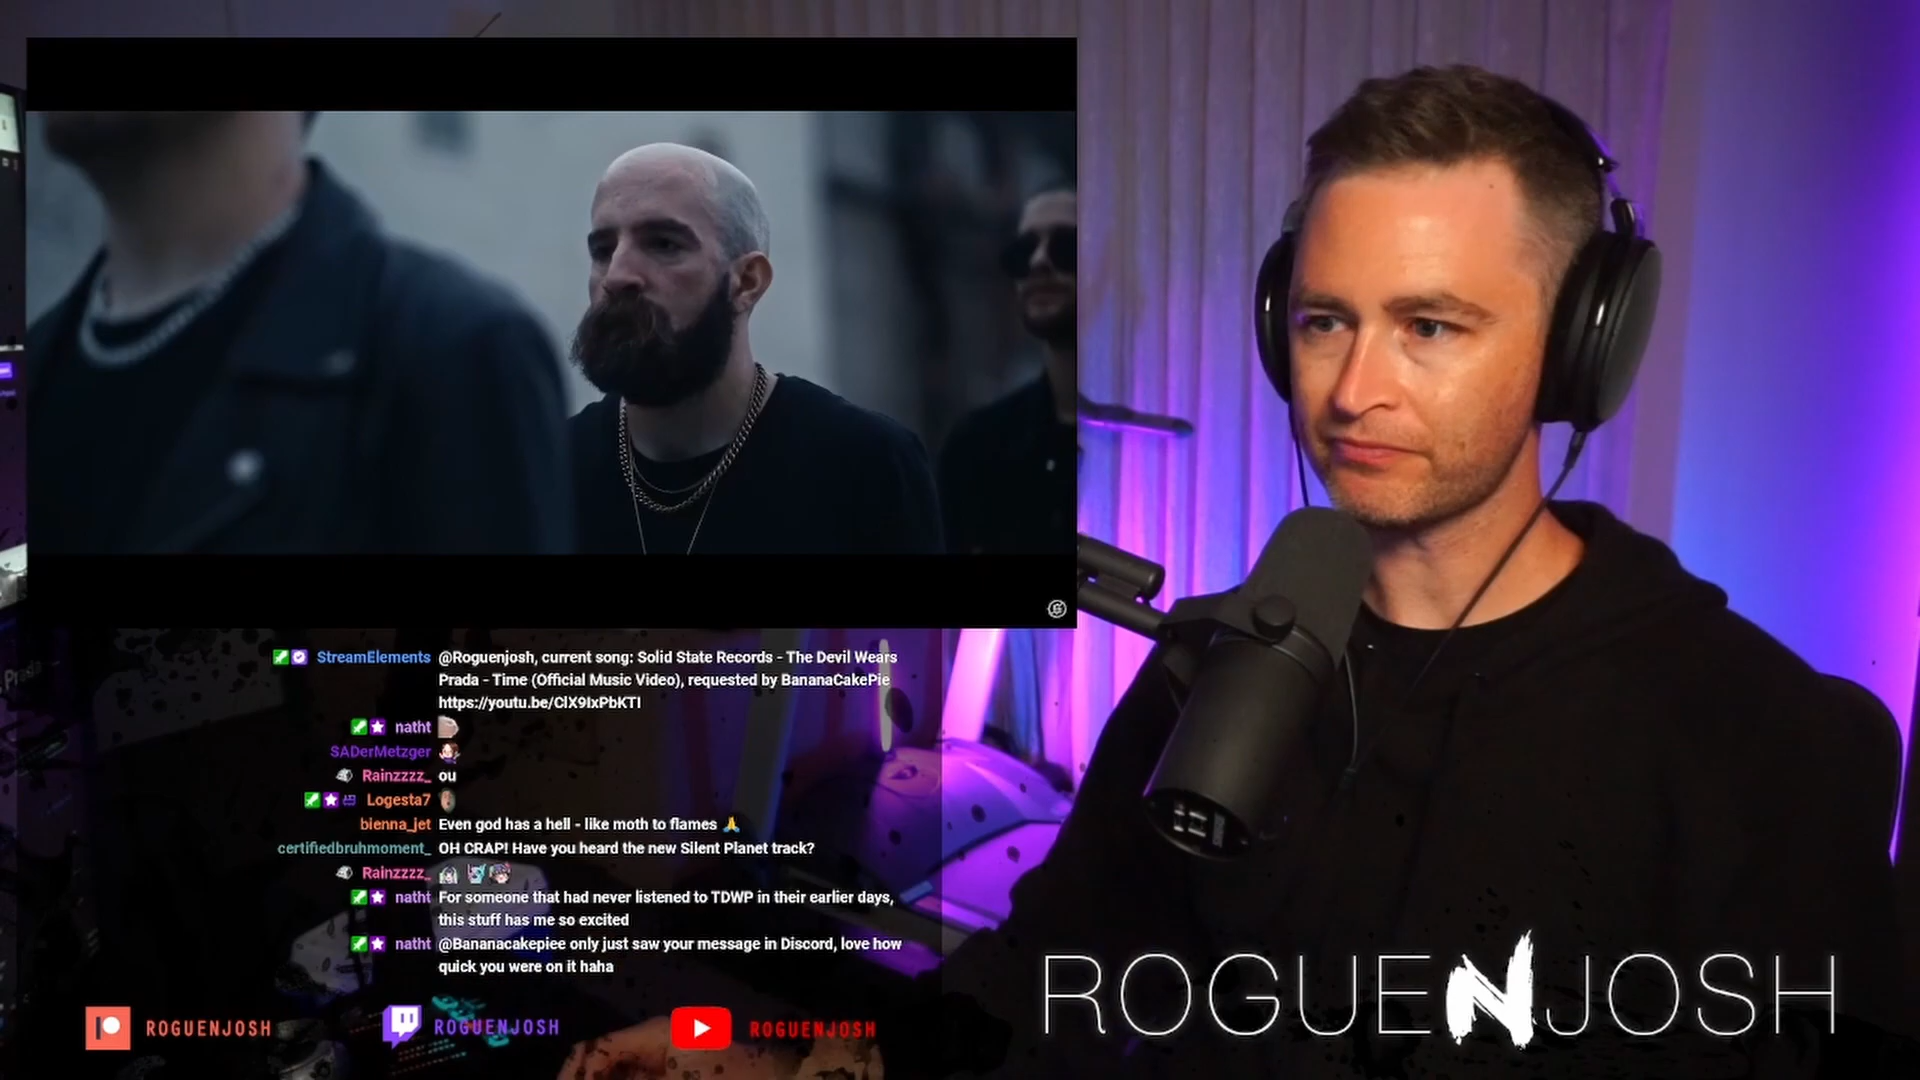 StreamElements @Roguenjosh, current song: Solid State Records - The Devil Wears
Prada - Time (Official Music Video), requested by BananaCakePie
https://youtu.be/ClX9IxPbKTI
natht
SADerMetzger
Rainzzzz_ ou
Logesta7
bienna_jet Even god has a hell - like moth to flames 🙏
certifiedbruhmoment_ OH CRAP! Have you heard the new Silent Planet track?
Rainzzzz_
natht For someone that had never listened to TDWP in their earlier days,
this stuff has me so excited
natht @Bananacakepiee only just saw your message in Discord, love how
quick you were on it haha
ROGUENJOSH
ROGUENJOSH
ROGUENJOSH
ROGUENJOSH